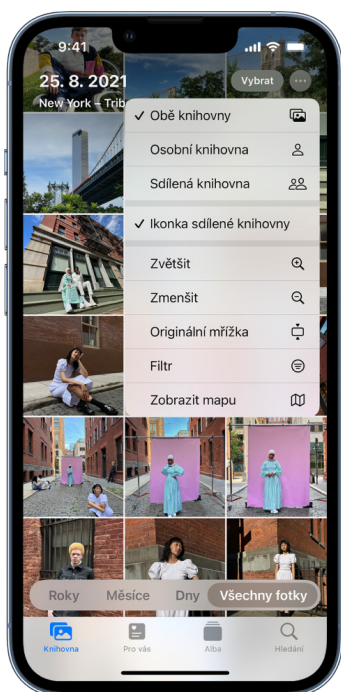 9:41
25. 8. 2021
Vybrat
New York – Trib
Obě knihovny
Osobní knihovna
Sdílená knihovna
Ikonka sdílené knihovny
Zvětšit
Zmenšit
Originální mřížka
Filtr
Zobrazit mapu
Roky Měsíce Dny Všechny fotky
Knihovna Pro vás Alba Hledání